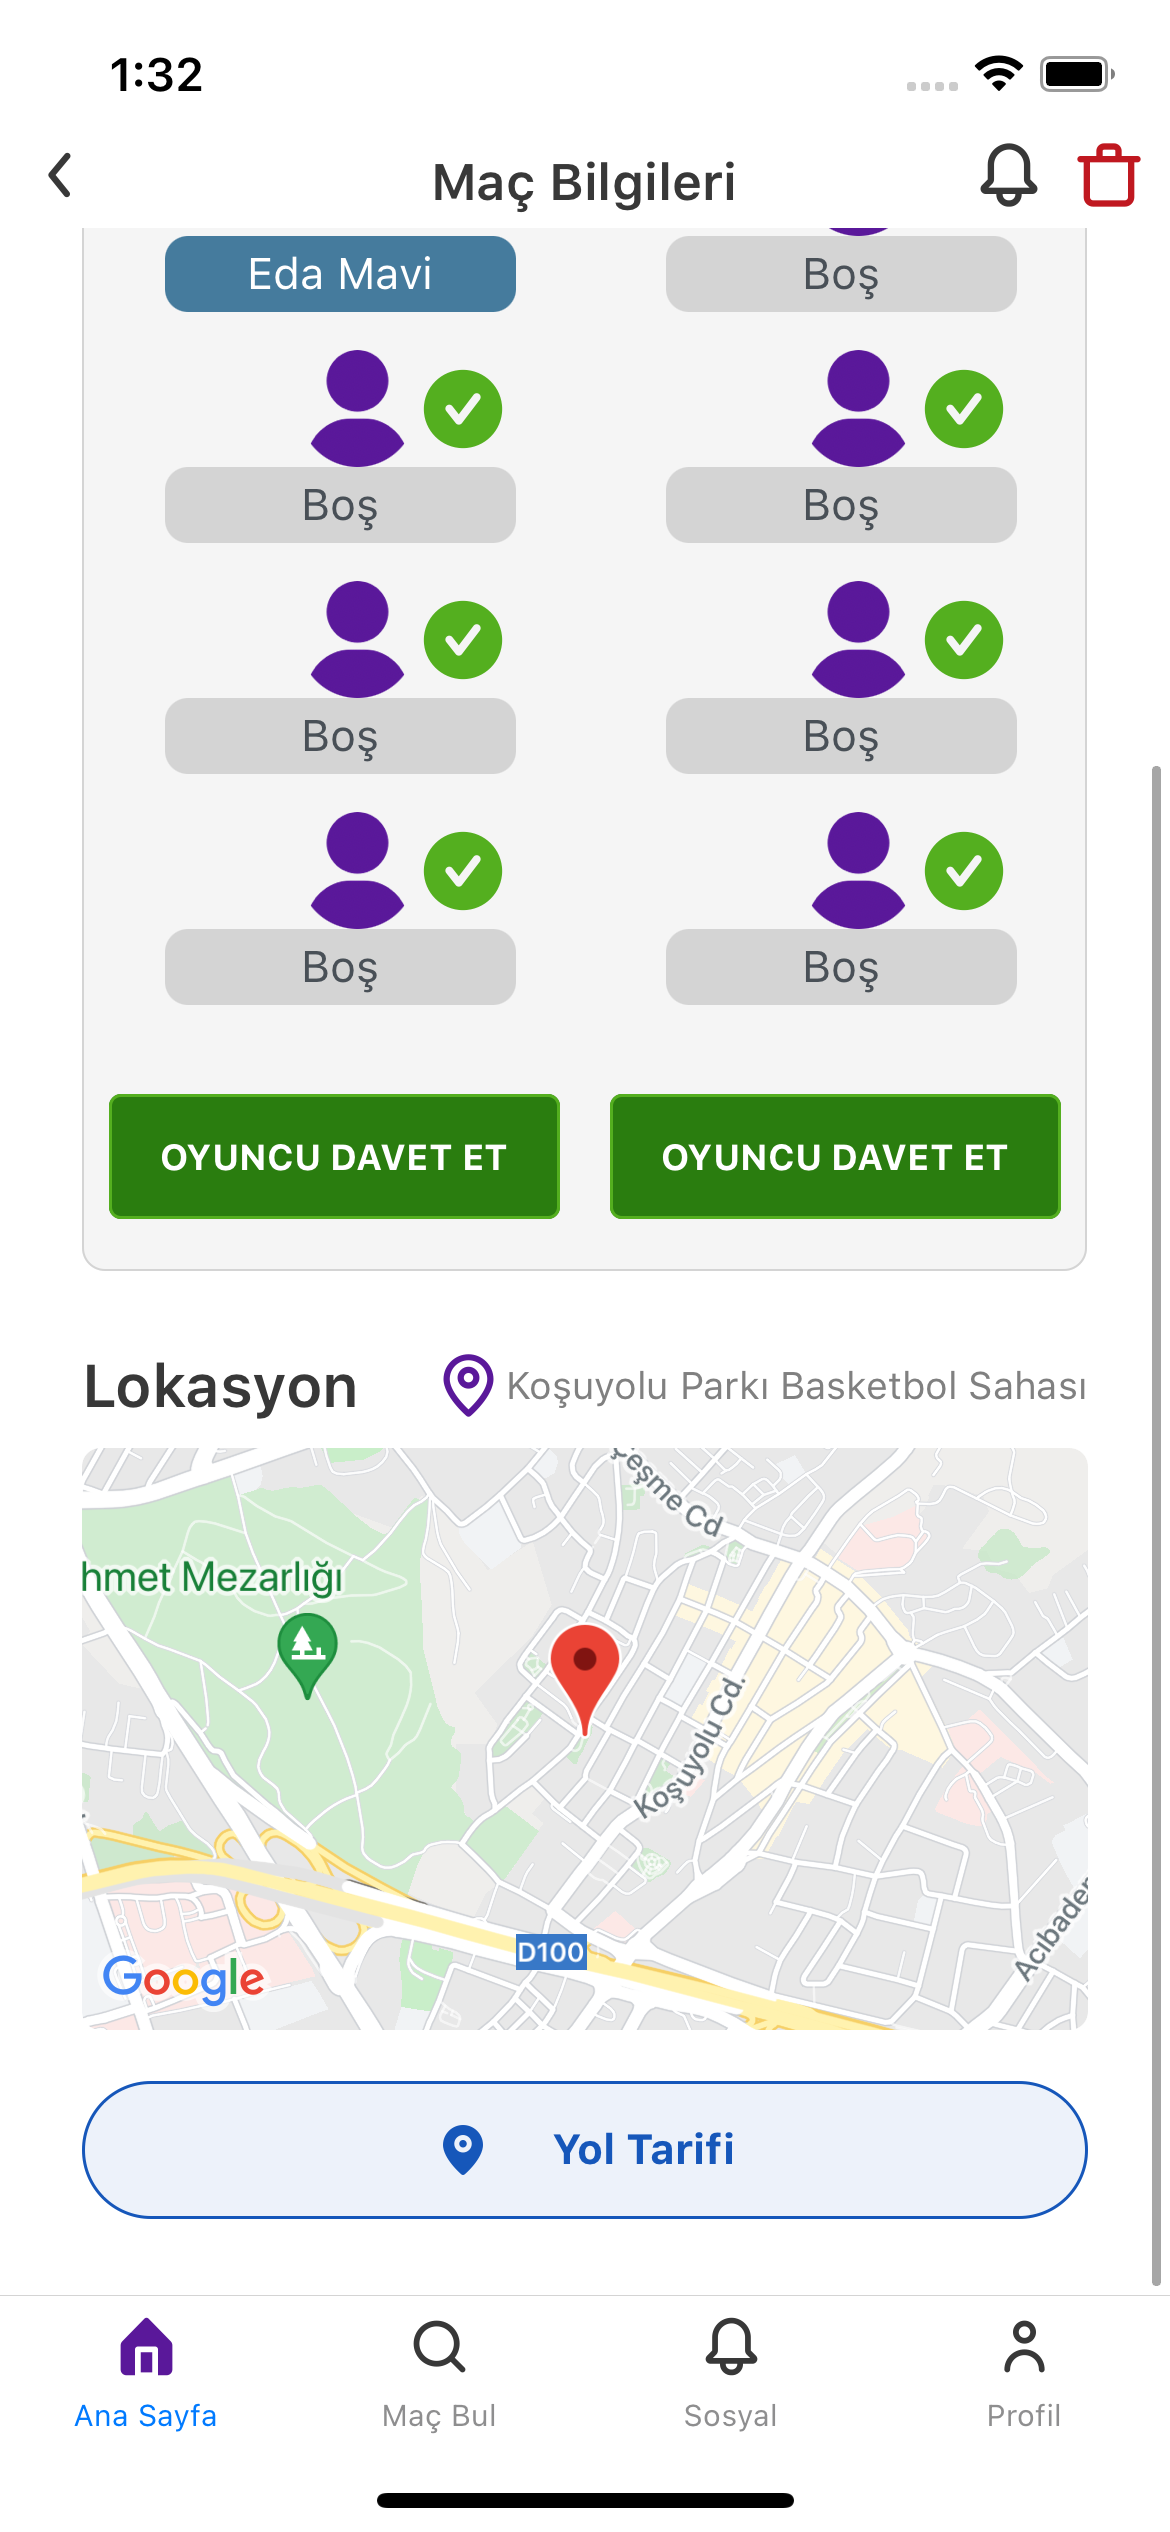 1:32
Maç Bilgileri
Eda Mavi
Boş
Boş
Boş
Boş
Boş
Boş
Boş
OYUNCU DAVET ET
OYUNCU DAVET ET
Lokasyon
Koşuyolu Parkı Basketbol Sahası
Çeşme Cd
hmet Mezarlığı
Koşuyolu Cd.
D100
Acıbaden
Google
Yol Tarifi
Ana Sayfa
Maç Bul
Sosyal
Profil